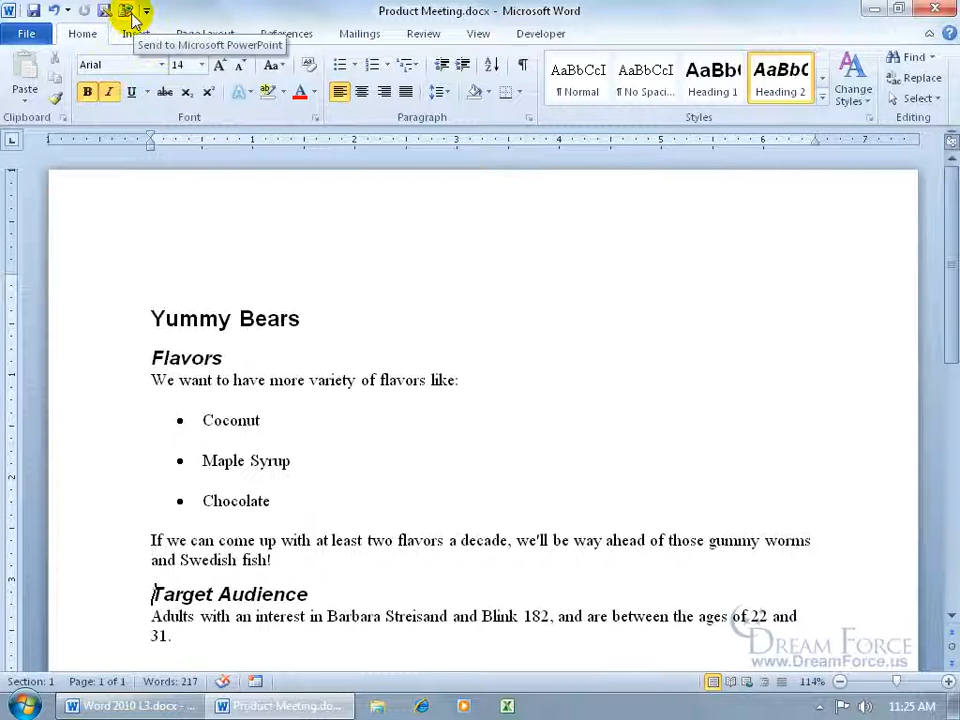 Product Meeting.docx - Microsoft Word
File Home Insert Page Layout References Mailings Review View Developer
Send to Microsoft PowerPoint
Arial 14
Paste
Clipboard Font Paragraph Styles Editing
AaBbCcI AaBbCcI AaBb( AaBbC
¶ Normal ¶ No Spaci... Heading 1 Heading 2
Change Styles
Find
Replace
Select
Yummy Bears
Flavors
We want to have more variety of flavors like:
• Coconut
• Maple Syrup
• Chocolate
If we can come up with at least two flavors a decade, we'll be way ahead of those gummy worms
and Swedish fish!
Target Audience
Adults with an interest in Barbara Streisand and Blink 182, and are between the ages of 22 and
31.
DREAM FORCE
www.DreamForce.us
Section: 1 Page: 1 of 1 Words: 217 114%
Word 2010 L3.docx - ... Product Meeting.do... 11:25 AM